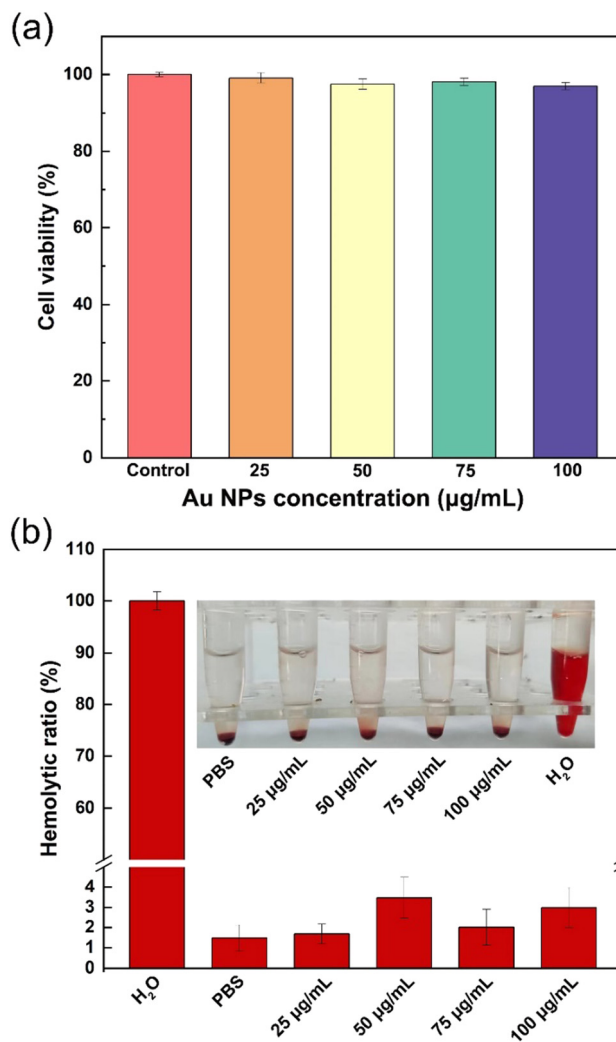 (a)
Cell viability (%)
100
80
60
40
20
0
Control 25 50 75 100
Au NPs concentration (µg/mL)
(b)
Hemolytic ratio (%)
110
100
90
80
70
60
4
3
2
1
0
PBS 25 µg/mL 50 µg/mL 75 µg/mL 100 µg/mL H₂O
H₂O PBS 25 µg/mL 50 µg/mL 75 µg/mL 100 µg/mL